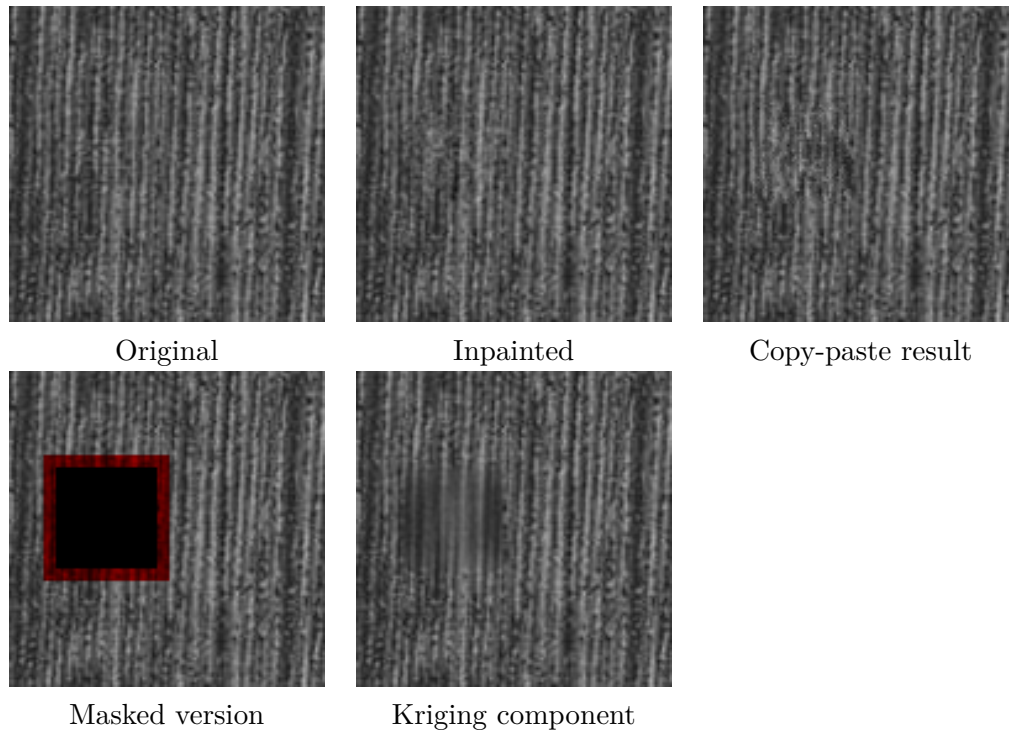 Original
Inpainted
Copy-paste result
Masked version
Kriging component